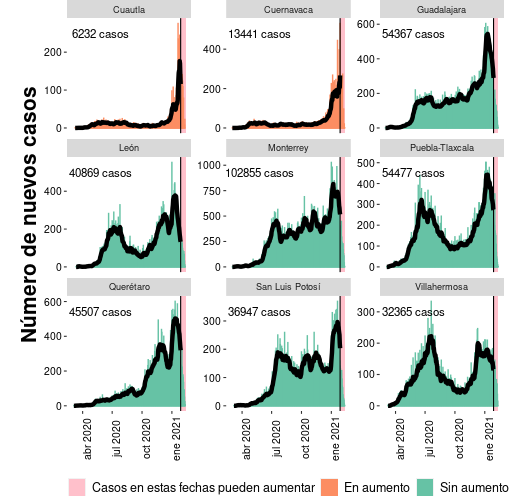 Número de nuevos casos
Cuautla
Cuernavaca
Guadalajara
6232 casos
13441 casos
54367 casos
200
100
0
400
200
0
600
400
200
0
León
Monterrey
Puebla-Tlaxcala
40869 casos
102855 casos
54477 casos
400
200
0
1000
750
500
250
0
500
400
300
200
100
0
Querétaro
San Luis Potosí
Villahermosa
45507 casos
36947 casos
32365 casos
600
400
200
0
300
200
100
0
300
200
100
0
abr 2020
jul 2020
oct 2020
ene 2021
abr 2020
jul 2020
oct 2020
ene 2021
abr 2020
jul 2020
oct 2020
ene 2021
Casos en estas fechas pueden aumentar
En aumento
Sin aumento